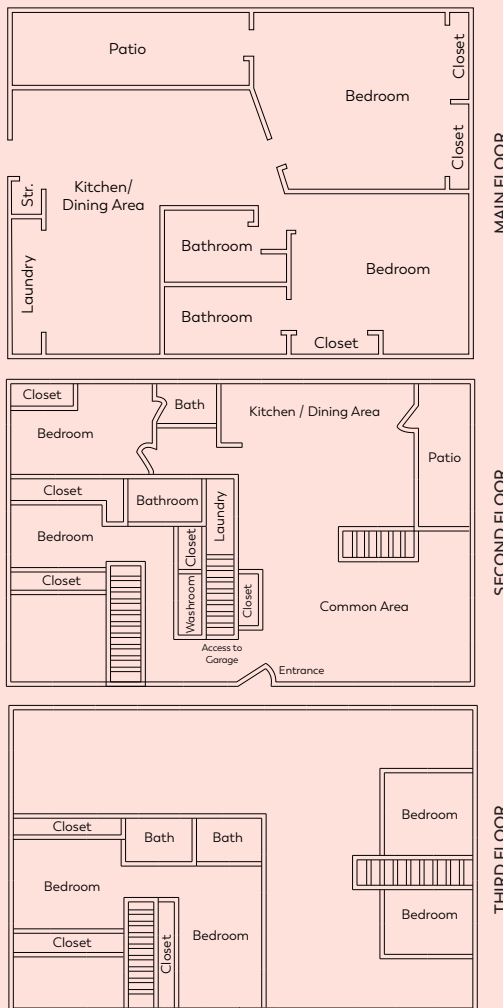 Patio
Bedroom
Closet
Closet
Str.
Kitchen/
Dining Area
Bathroom
Bedroom
Laundry
Bathroom
Closet
MAIN FLOOR
Closet
Bath
Kitchen / Dining Area
Bedroom
Patio
Closet
Bathroom
Laundry
Bedroom
Closet
Closet
Washroom
Closet
Common Area
Access to
Garage
Entrance
SECOND FLOOR
Closet
Bath
Bath
Bedroom
Bedroom
Closet
Closet
Bedroom
Bedroom
THIRD FLOOR